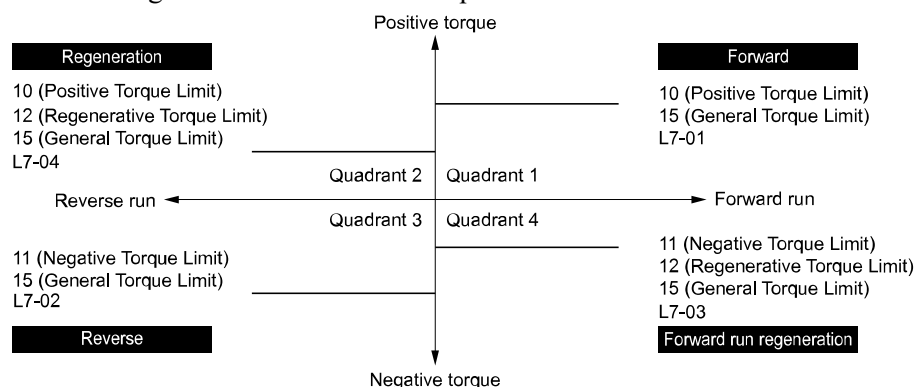 Positive torque
Regeneration
10 (Positive Torque Limit)
12 (Regenerative Torque Limit)
15 (General Torque Limit)
L7-04
Forward
10 (Positive Torque Limit)
15 (General Torque Limit)
L7-01
Quadrant 2
Quadrant 1
Reverse run
Forward run
Quadrant 3
Quadrant 4
11 (Negative Torque Limit)
15 (General Torque Limit)
L7-02
Reverse
11 (Negative Torque Limit)
12 (Regenerative Torque Limit)
15 (General Torque Limit)
L7-03
Forward run regeneration
Negative torque